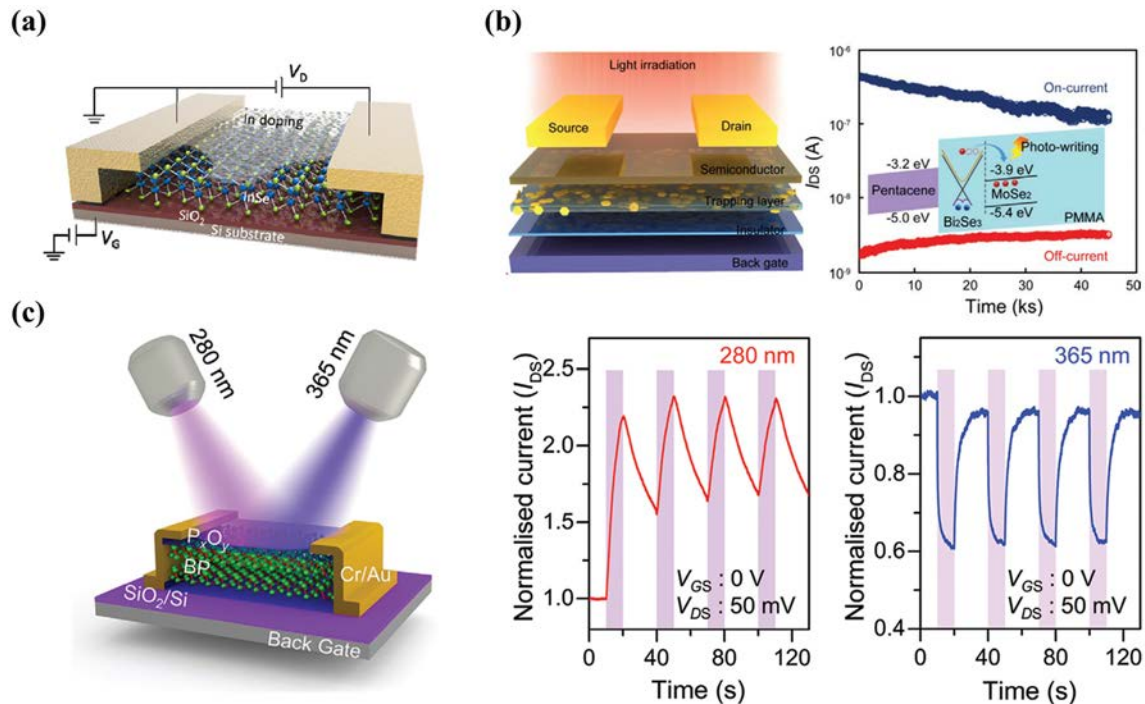 (a)
V_D
In doping
InSe
SiO₂
Si substrate
V_G
(b)
Light irradiation
Source
Drain
Semiconductor
Trapping layer
Insulator
Back gate
10⁻⁶
10⁻⁷
10⁻⁸
10⁻⁹
I_DS (A)
On-current
Photo-writing
-3.2 eV
-3.9 eV
Pentacene
MoSe₂
-5.0 eV
-5.4 eV
Bi₂Se₃
PMMA
Off-current
0 10 20 30 40 50
Time (ks)
(c)
280 nm
365 nm
PₓOᵧ
BP
Cr/Au
SiO₂/Si
Back Gate
Normalised current (I_DS)
2.5
2.0
1.5
1.0
280 nm
V_GS : 0 V
V_DS : 50 mV
0 40 80 120
Time (s)
Normalised current (I_DS)
1.2
1.0
0.8
0.6
0.4
365 nm
V_GS : 0 V
V_DS : 50 mV
0 40 80 120
Time (s)